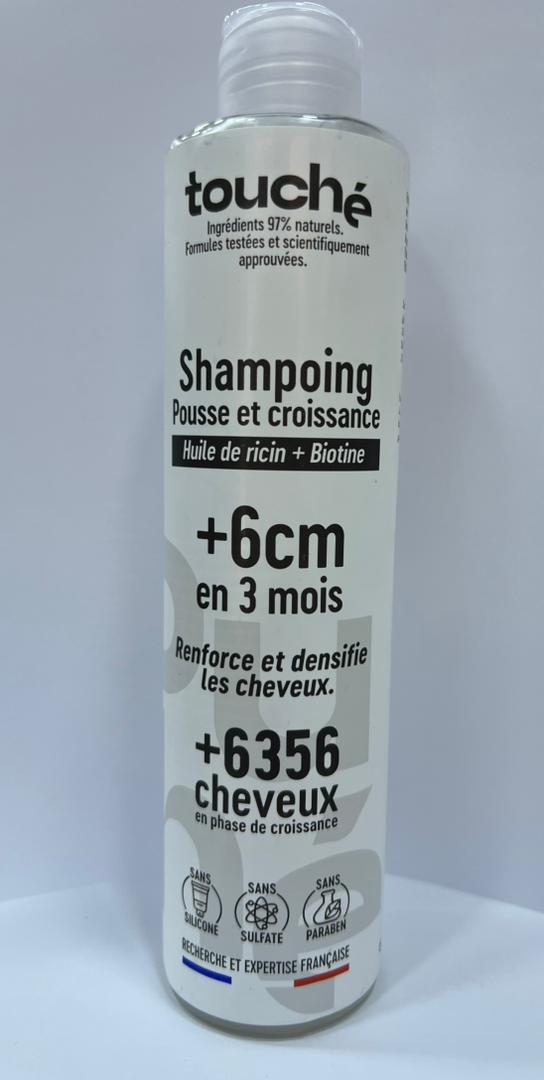 touché
Ingrédients 97% naturels.
Formules testées et scientifiquement
approuvées.
Shampoing
Pousse et croissance
Huile de ricin + Biotine
+6cm
en 3 mois
Renforce et densifie
les cheveux.
+6356
cheveux
en phase de croissance
SANS
SILICONE
SANS
SULFATE
SANS
PARABEN
RECHERCHE ET EXPERTISE FRANÇAISE